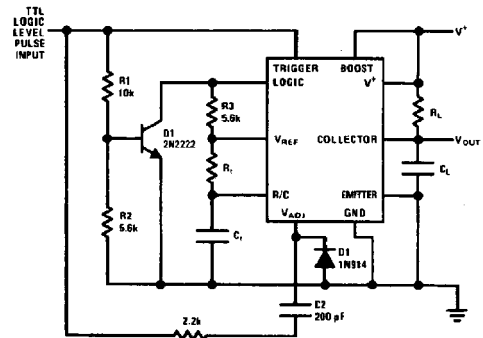 TTL
LOGIC
LEVEL
PULSE
INPUT
V+
TRIGGER
BOOST
LOGIC
V+
R1
10k
R3
5.6k
RL
D1
2N2222
VREF
COLLECTOR
VOUT
Rt
CL
R2
5.6k
R/C
EMITTER
VADJ
GND
Ct
D1
1N914
C2
200 pF
2.2k